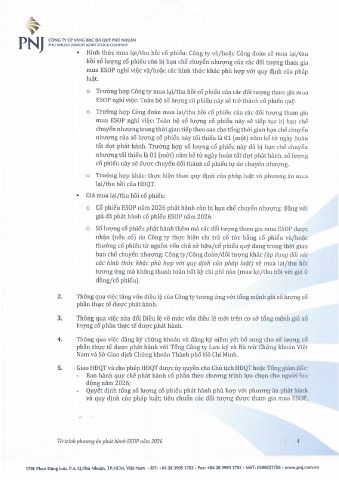 PNJ
CÔNG TY CP VÀNG BẠC ĐÁ QUÝ PHÚ NHUẬN
PHU NHUAN JEWELRY JOINT STOCK COMPANY
• Hình thức mua lại/thu hồi cổ phiếu: Công ty và/hoặc Công đoàn sẽ mua lại/thu
hồi số lượng cổ phiếu còn bị hạn chế chuyển nhượng của các đối tượng tham gia
mua ESOP nghỉ việc và/hoặc các hình thức khác phù hợp với quy định của pháp
luật.
o Trường hợp Công ty mua lại/thu hồi cổ phiếu của các đối tượng tham gia mua
ESOP nghỉ việc: Toàn bộ số lượng cổ phiếu này sẽ trở thành cổ phiếu quỹ.
o Trường hợp Công đoàn mua lại/thu hồi cổ phiếu của các đối tượng tham gia
mua ESOP nghỉ việc: Toàn bộ số lượng cổ phiếu này sẽ tiếp tục bị hạn chế
chuyển nhượng trong thời gian tiếp theo sao cho tổng thời gian hạn chế chuyển
nhượng của số lượng cổ phiếu này tối thiểu là 01 (một) năm kể từ ngày hoàn
tất đợt phát hành. Trường hợp số lượng cổ phiếu này đã bị hạn chế chuyển
nhượng tối thiểu là 01 (một) năm kể từ ngày hoàn tất đợt phát hành, số lượng
cổ phiếu này sẽ được chuyển đổi thành cổ phiếu tự do chuyển nhượng.
o Trường hợp khác: thực hiện theo quy định của pháp luật và phương án mua
lại/thu hồi của HĐQT.
• Giá mua lại/thu hồi cổ phiếu:
o Cổ phiếu ESOP năm 2026 phát hành còn bị hạn chế chuyển nhượng: Bằng với
giá đã phát hành cổ phiếu ESOP năm 2026.
o Số lượng cổ phiếu phát hành thêm mà các đối tượng tham gia mua ESOP được
nhận (nếu có) do Công ty thực hiện chi trả cổ tức bằng cổ phiếu và/hoặc
thưởng cổ phiếu từ nguồn vốn chủ sở hữu/cổ phiếu quỹ đang trong thời gian
hạn chế chuyển nhượng: Công ty/Công đoàn/đối tượng khác (áp dụng đối với
các hình thức khác phù hợp với quy định cho phép luật) sẽ mua lại/thu hồi
tương ứng mà không thanh toán bất kỳ chi phí nào (mua lại/thu hồi với giá 0
đồng/cổ phiếu).
2. Thông qua việc tăng vốn điều lệ của Công ty tương ứng với tổng mệnh giá số lượng cổ
phần thực tế được phát hành.
3. Thông qua việc sửa đổi Điều lệ về mức vốn điều lệ mới trên cơ sở tổng mệnh giá số
lượng cổ phần thực tế được phát hành.
4. Thông qua việc đăng ký chứng khoán và đăng ký niêm yết bổ sung cho số lượng cổ
phần thực tế được phát hành với Tổng Công ty Lưu ký và Bù trừ Chứng khoán Việt
Nam và Sở Giao dịch Chứng khoán Thành phố Hồ Chí Minh.
5. Giao HĐQT và cho phép HĐQT được ủy quyền cho Chủ tịch HĐQT hoặc Tổng giám đốc:
- Ban hành quy chế phát hành cổ phần theo chương trình lựa chọn cho người lao
động năm 2026;
- Quyết định tổng số lượng cổ phiếu phát hành phù hợp với phương án phát hành
và quy định của pháp luật; tiêu chuẩn các đối tượng được tham gia mua ESOP,
Tờ trình phương án phát hành ESOP năm 2026 4
170E Phan Đăng Lưu, P.4, Q.Phú Nhuận, TP.HCM, Việt Nam - ĐT: +84 28 3995 1703 - Fax: +84 28 3995 1702 - MST: 0300521758 - www.pnj.com.vn